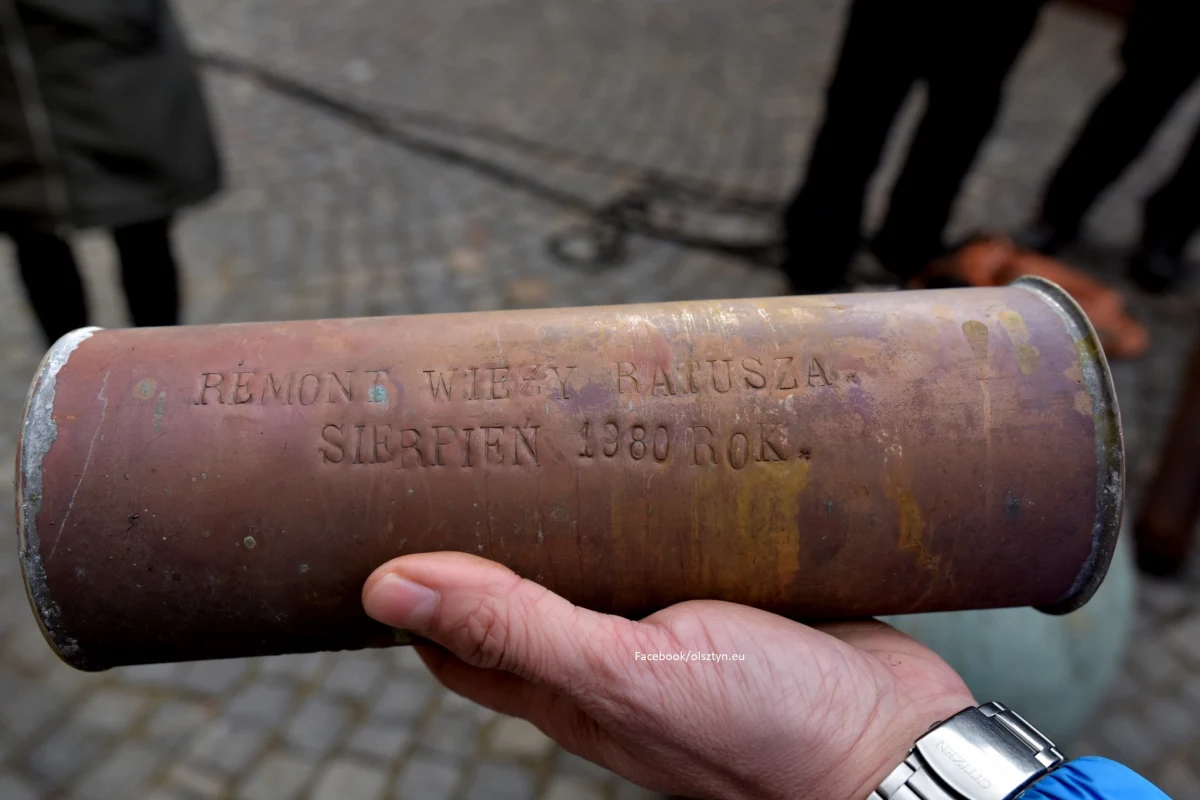 REMONT WIEŻY RATUSZA.
SIERPIEŃ 1980 ROK.
Facebook/olsztyn.eu
CITIZEN